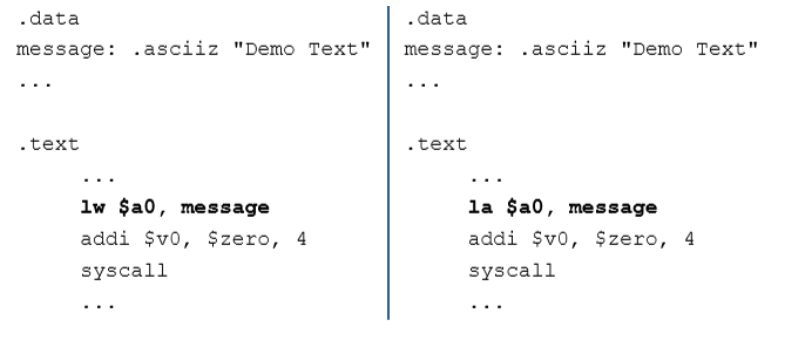 .data
message: .asciiz "Demo Text"
...
.text
...
lw $a0, message
addi $v0, $zero, 4
syscall
...
.data
message: .asciiz "Demo Text"
...
.text
...
la $a0, message
addi $v0, $zero, 4
syscall
...